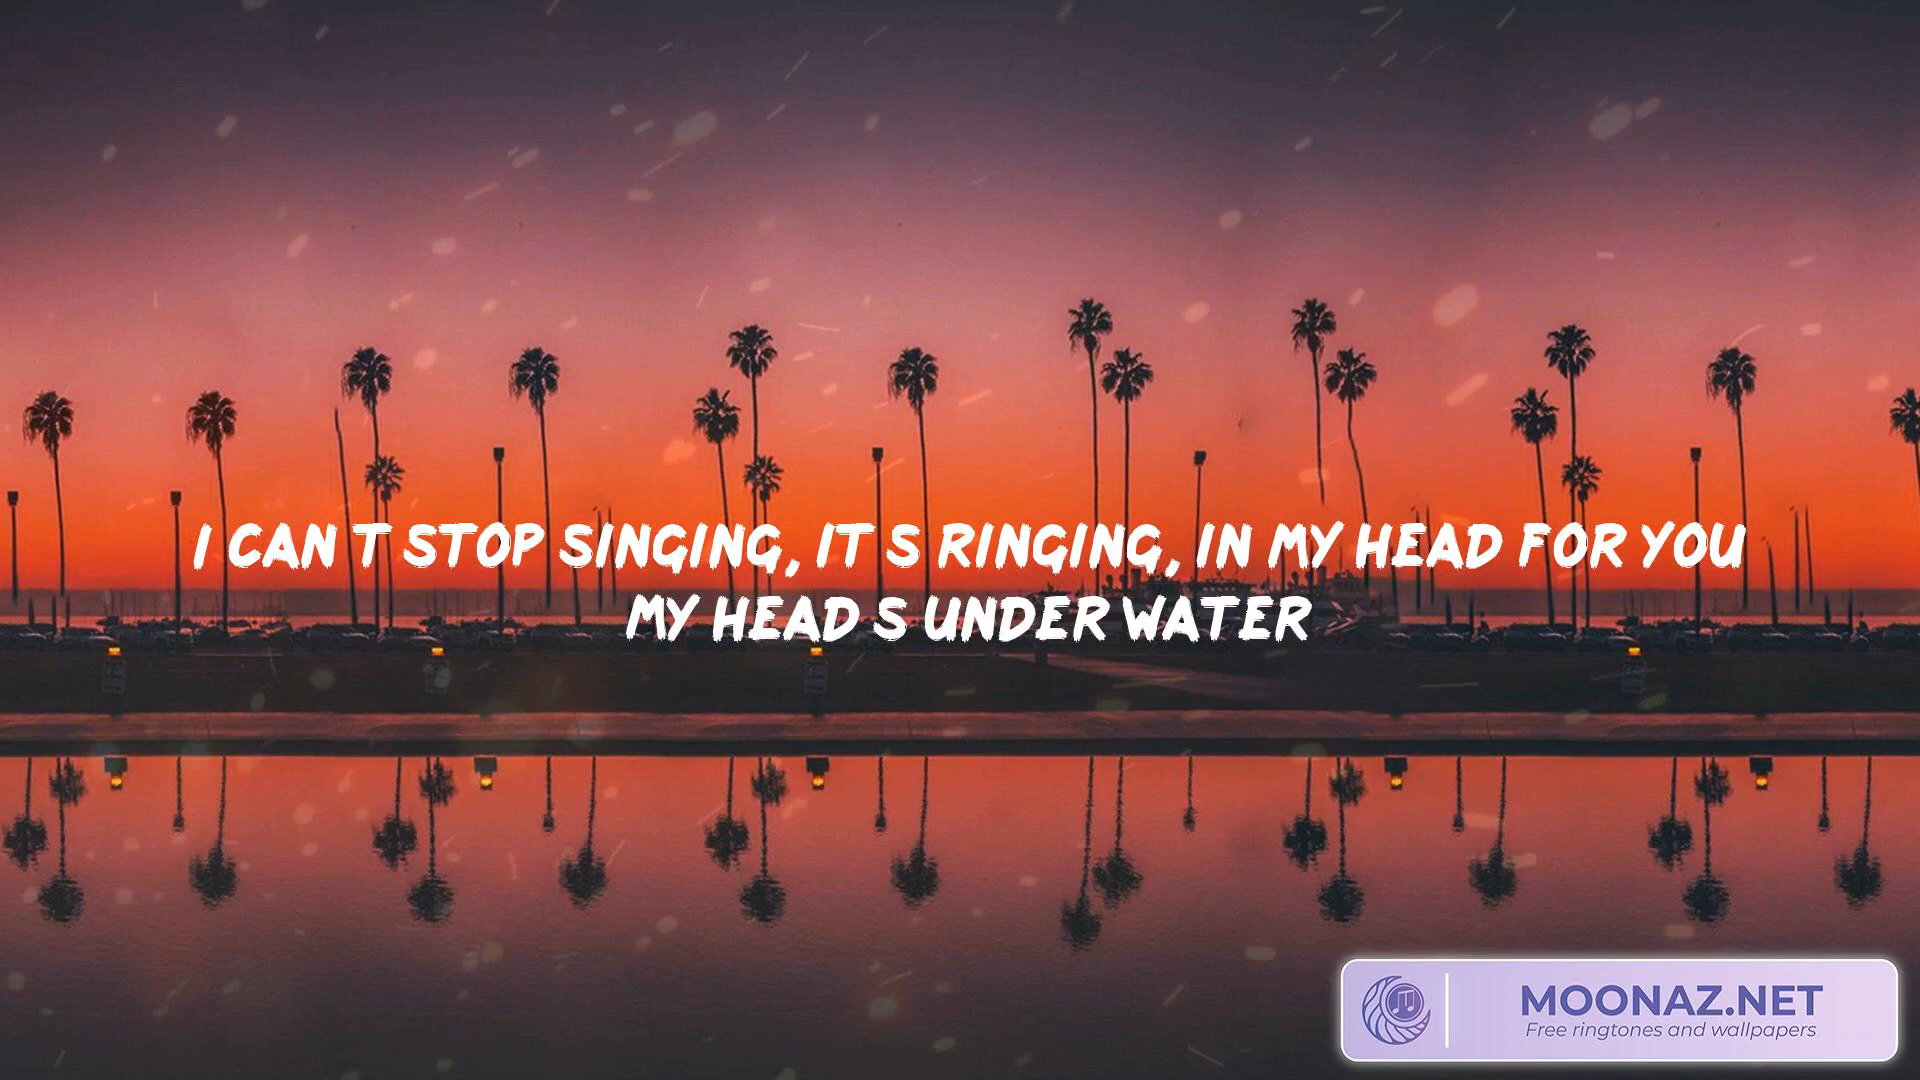 I CAN T STOP SINGING, IT S RINGING, IN MY HEAD FOR YOU
MY HEAD S UNDER WATER
MOONAZ.NET
Free ringtones and wallpapers